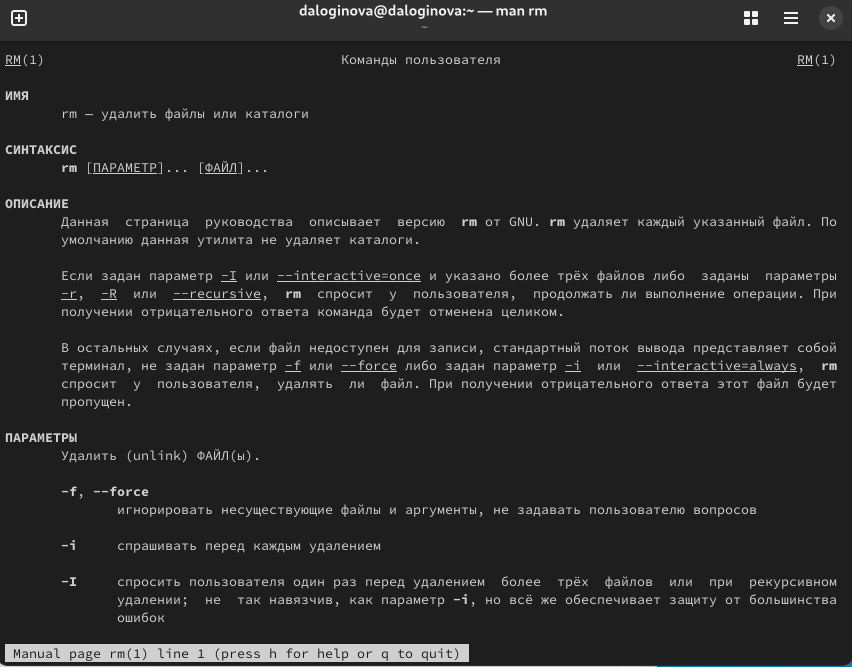 daloginova@daloginova:~ — man rm
~
RM(1) Команды пользователя RM(1)
ИМЯ
rm — удалить файлы или каталоги
СИНТАКСИС
rm [ПАРАМЕТР]... [ФАЙЛ]...
ОПИСАНИЕ
Данная страница руководства описывает версию rm от GNU. rm удаляет каждый указанный файл. По
умолчанию данная утилита не удаляет каталоги.
Если задан параметр -I или --interactive=once и указано более трёх файлов либо заданы параметры
-r, -R или --recursive, rm спросит у пользователя, продолжать ли выполнение операции. При
получении отрицательного ответа команда будет отменена целиком.
В остальных случаях, если файл недоступен для записи, стандартный поток вывода представляет собой
терминал, не задан параметр -f или --force либо задан параметр -i или --interactive=always, rm
спросит у пользователя, удалять ли файл. При получении отрицательного ответа этот файл будет
пропущен.
ПАРАМЕТРЫ
Удалить (unlink) ФАЙЛ(ы).
-f, --force
игнорировать несуществующие файлы и аргументы, не задавать пользователю вопросов
-i спрашивать перед каждым удалением
-I спросить пользователя один раз перед удалением более трёх файлов или при рекурсивном
удалении; не так навязчив, как параметр -i, но всё же обеспечивает защиту от большинства
ошибок
Manual page rm(1) line 1 (press h for help or q to quit)